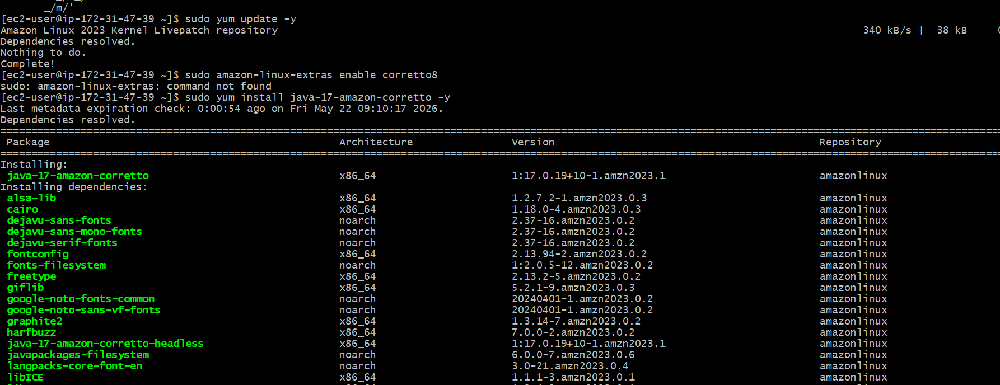 _/m/'
[ec2-user@ip-172-31-47-39 ~]$ sudo yum update -y
Amazon Linux 2023 Kernel Livepatch repository 340 kB/s | 38 kB
Dependencies resolved.
Nothing to do.
Complete!
[ec2-user@ip-172-31-47-39 ~]$ sudo amazon-linux-extras enable corretto8
sudo: amazon-linux-extras: command not found
[ec2-user@ip-172-31-47-39 ~]$ sudo yum install java-17-amazon-corretto -y
Last metadata expiration check: 0:00:54 ago on Fri May 22 09:10:17 2026.
Dependencies resolved.
Package Architecture Version Repository
Installing:
java-17-amazon-corretto x86_64 1:17.0.19+10-1.amzn2023.1 amazonlinux
Installing dependencies:
alsa-lib x86_64 1.2.7.2-1.amzn2023.0.3 amazonlinux
cairo x86_64 1.18.0-4.amzn2023.0.3 amazonlinux
dejavu-sans-fonts noarch 2.37-16.amzn2023.0.2 amazonlinux
dejavu-sans-mono-fonts noarch 2.37-16.amzn2023.0.2 amazonlinux
dejavu-serif-fonts noarch 2.37-16.amzn2023.0.2 amazonlinux
fontconfig x86_64 2.13.94-2.amzn2023.0.2 amazonlinux
fonts-filesystem noarch 1:2.0.5-12.amzn2023.0.2 amazonlinux
freetype x86_64 2.13.2-5.amzn2023.0.2 amazonlinux
giflib x86_64 5.2.1-9.amzn2023.0.3 amazonlinux
google-noto-fonts-common noarch 20240401-1.amzn2023.0.2 amazonlinux
google-noto-sans-vf-fonts noarch 20240401-1.amzn2023.0.2 amazonlinux
graphite2 x86_64 1.3.14-7.amzn2023.0.2 amazonlinux
harfbuzz x86_64 7.0.0-2.amzn2023.0.2 amazonlinux
java-17-amazon-corretto-headless x86_64 1:17.0.19+10-1.amzn2023.1 amazonlinux
javapackages-filesystem noarch 6.0.0-7.amzn2023.0.6 amazonlinux
langpacks-core-font-en noarch 3.0-21.amzn2023.0.4 amazonlinux
libICE x86_64 1.1.1-3.amzn2023.0.1 amazonlinux